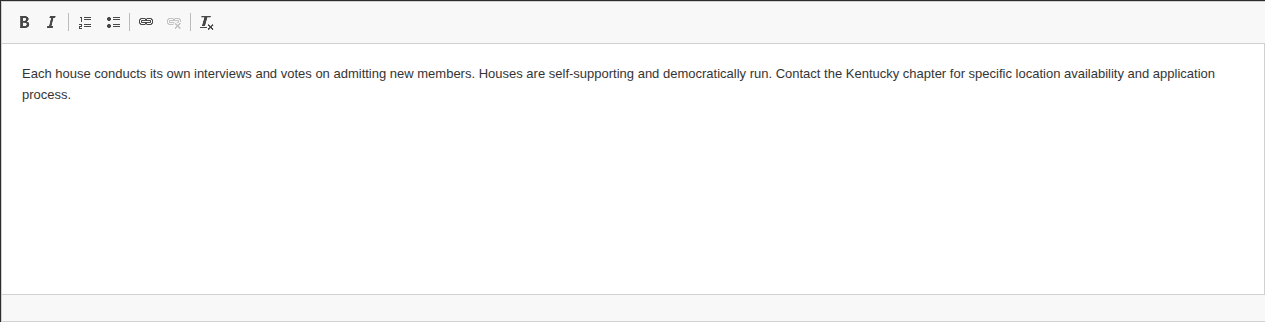 Each house conducts its own interviews and votes on admitting new members. Houses are self-supporting and democratically run. Contact the Kentucky chapter for specific location availability and application
process.